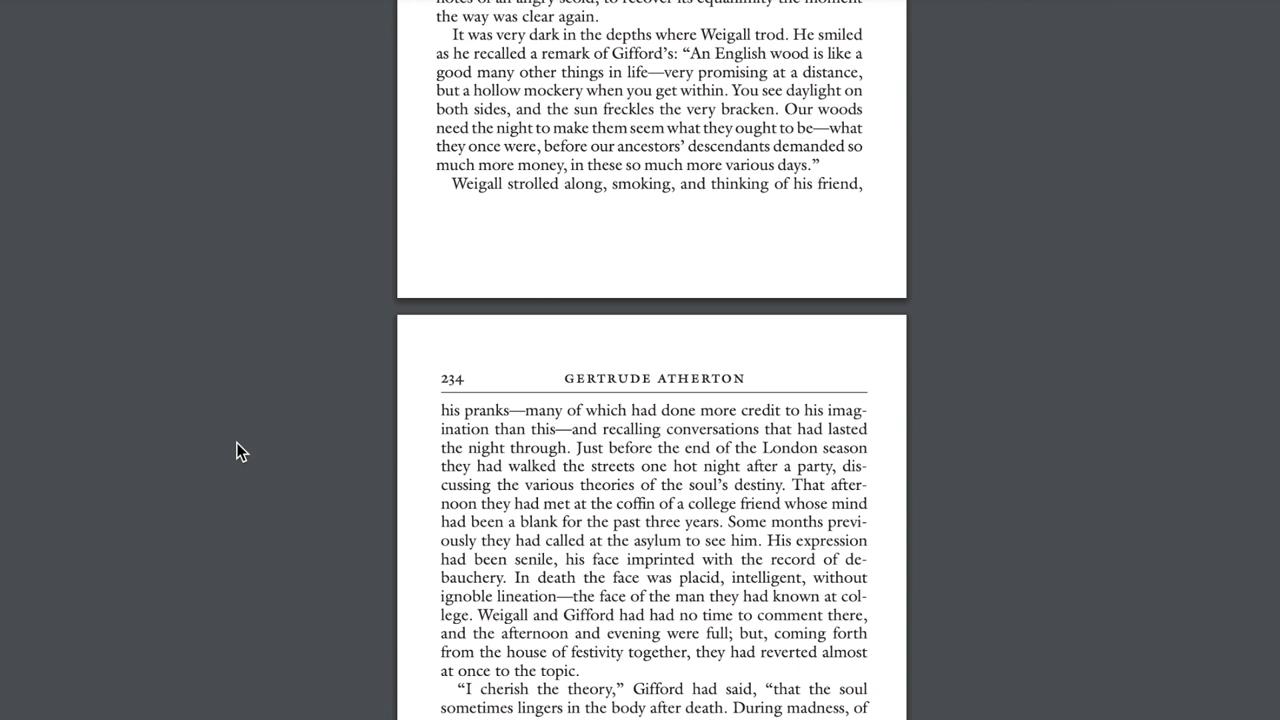 the way was clear again.
It was very dark in the depths where Weigall trod. He smiled
as he recalled a remark of Gifford's: “An English wood is like a
good many other things in life—very promising at a distance,
but a hollow mockery when you get within. You see daylight on
both sides, and the sun freckles the very bracken. Our woods
need the night to make them seem what they ought to be—what
they once were, before our ancestors’ descendants demanded so
much more money, in these so much more various days.”
Weigall strolled along, smoking, and thinking of his friend,
234 GERTRUDE ATHERTON
his pranks—many of which had done more credit to his imag-
ination than this—and recalling conversations that had lasted
the night through. Just before the end of the London season
they had walked the streets one hot night after a party, dis-
cussing the various theories of the soul’s destiny. That after-
noon they had met at the coffin of a college friend whose mind
had been a blank for the past three years. Some months previ-
ously they had called at the asylum to see him. His expression
had been senile, his face imprinted with the record of de-
bauchery. In death the face was placid, intelligent, without
ignoble lineation—the face of the man they had known at col-
lege. Weigall and Gifford had had no time to comment there,
and the afternoon and evening were full; but, coming forth
from the house of festivity together, they had reverted almost
at once to the topic.
“I cherish the theory,” Gifford had said, “that the soul
sometimes lingers in the body after death. During madness, of